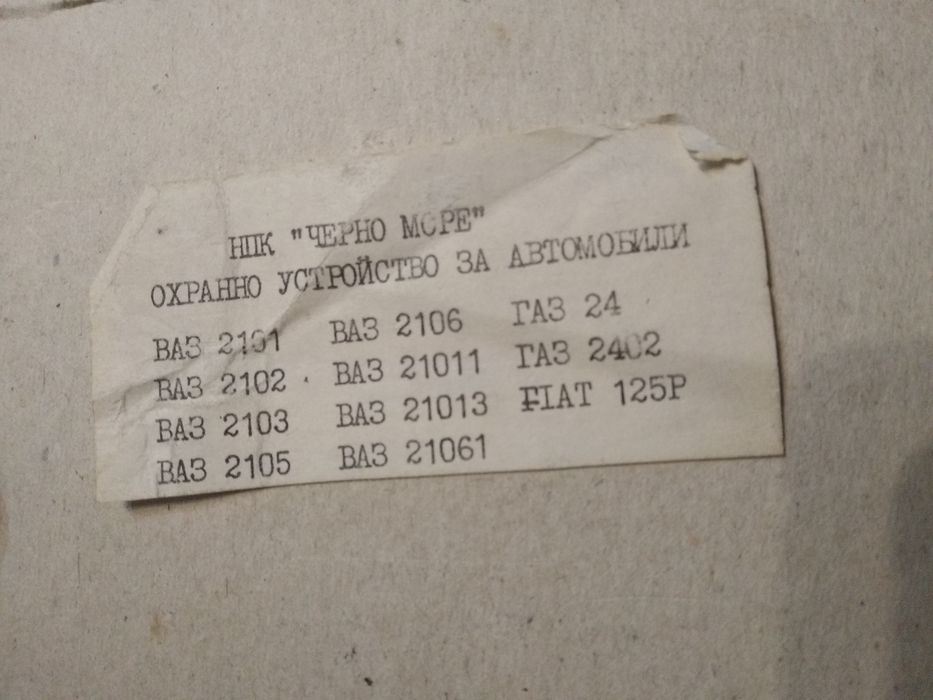 НПК "ЧЕРНО МОРЕ"
ОХРАННО УСТРОЙСТВО ЗА АВТОМОБИЛИ
ВАЗ 2101 ВАЗ 2106 ГАЗ 24
ВАЗ 2102 ВАЗ 21011 ГАЗ 2402
ВАЗ 2103 ВАЗ 21013 FIAT 125P
ВАЗ 2105 ВАЗ 21061